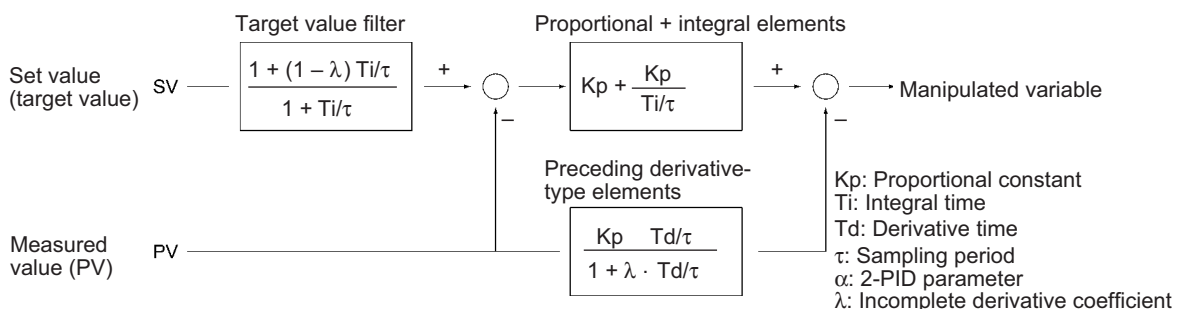 Target value filter
Proportional + integral elements
Set value
(target value)
SV
1 + (1 – λ) Ti/τ
1 + Ti/τ
+
–
Kp +
Kp
Ti/τ
+
–
Manipulated variable
Preceding derivative-
type elements
Measured
value (PV)
PV
Kp Td/τ
1 + λ · Td/τ
Kp: Proportional constant
Ti: Integral time
Td: Derivative time
τ: Sampling period
α: 2-PID parameter
λ: Incomplete derivative coefficient